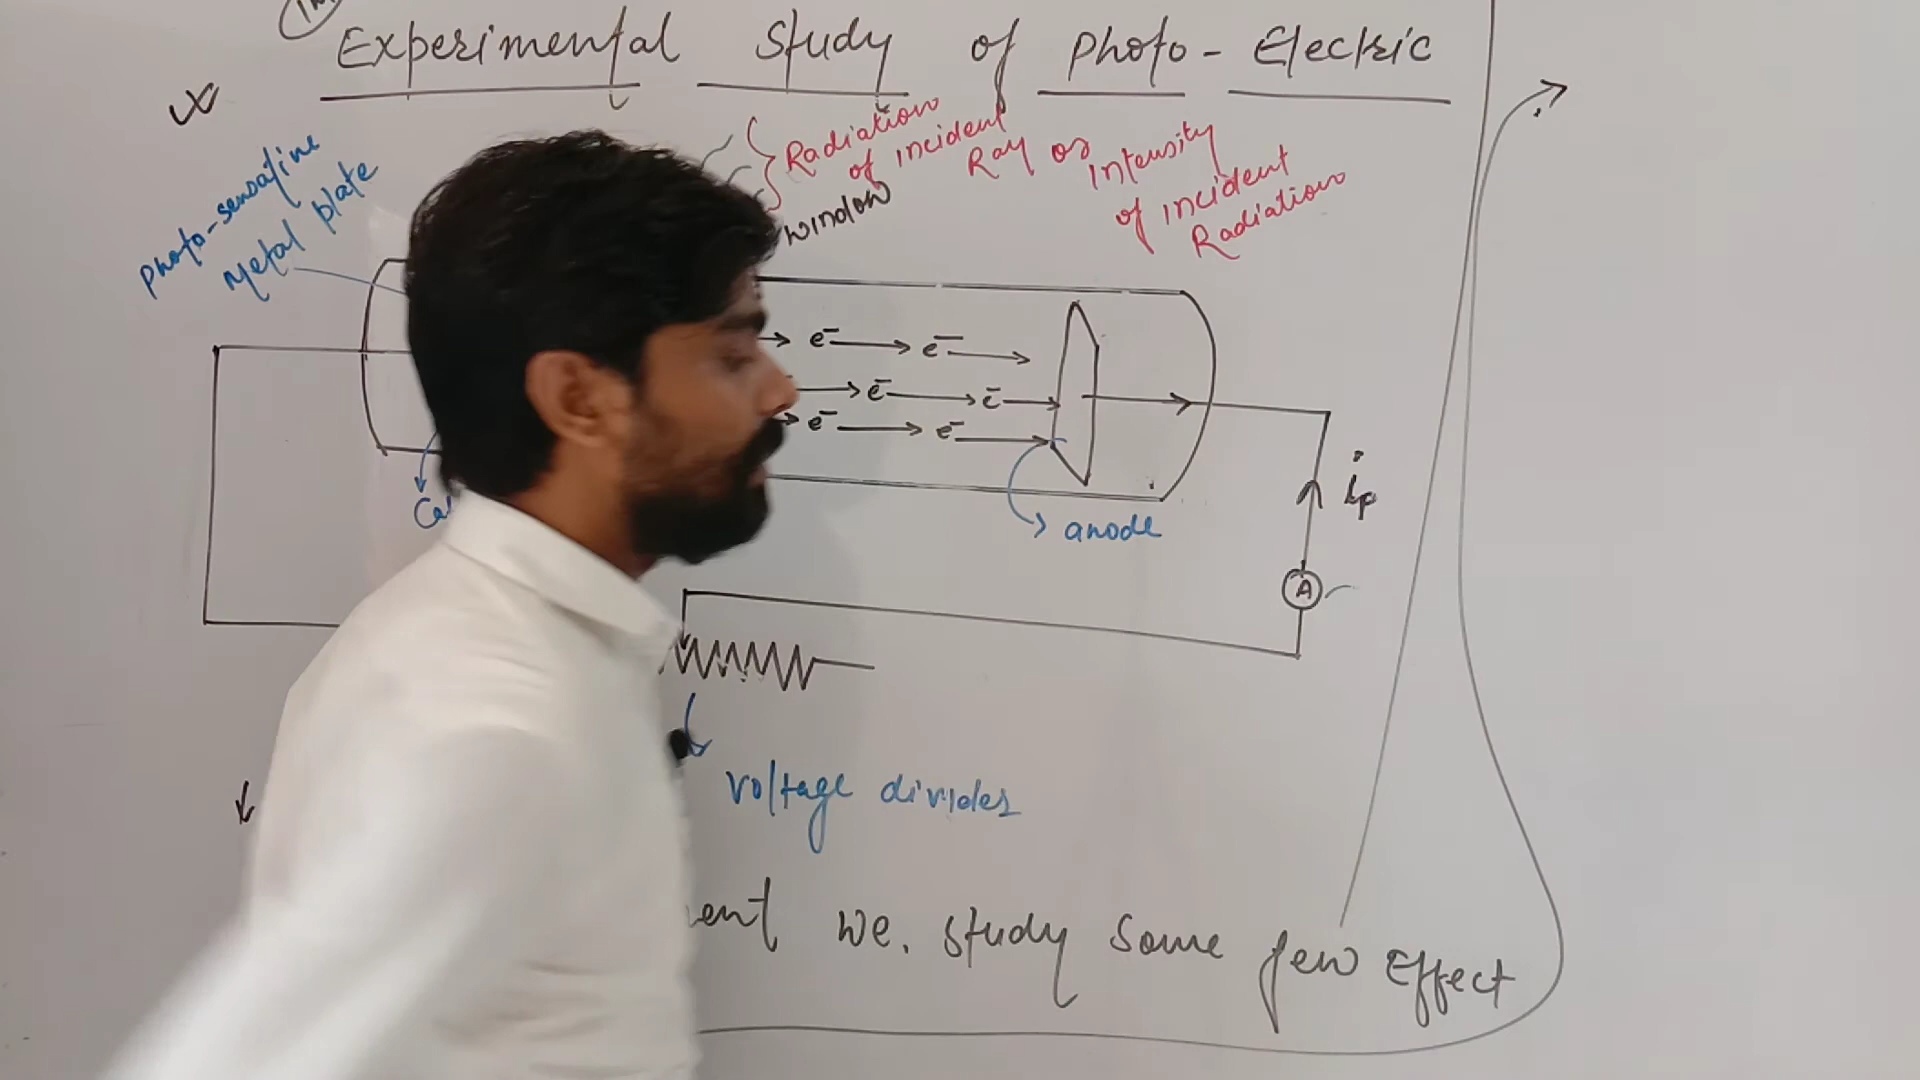 Experimental Study of Photo-Electric
Photo-sensative
Metal plate
Radiation
of incident
Ray or
Intensity
of incident
Radiation
window
e⁻ e⁻
e⁻ e⁻
e⁻ e⁻
anode
ip
A
voltage divider
we. study some few Effect